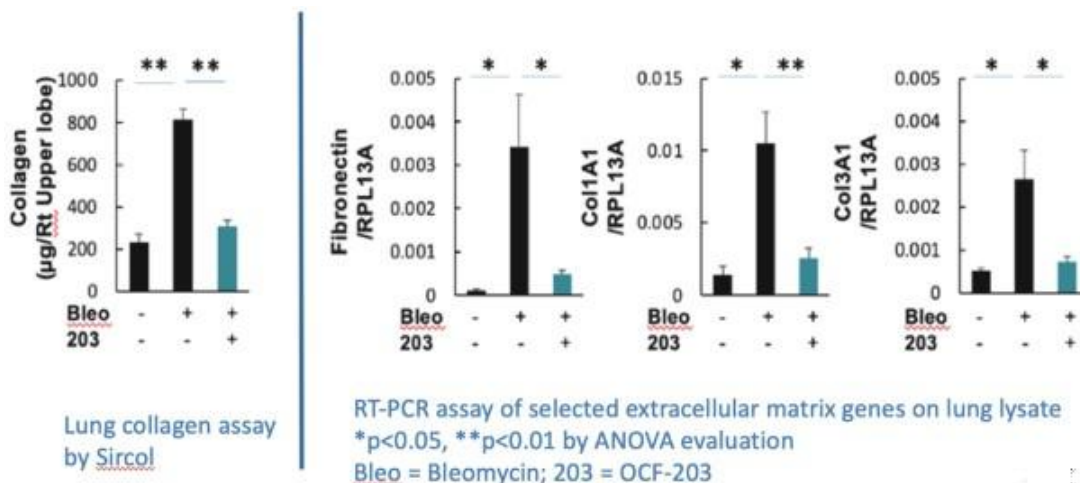 ** **
Collagen
(µg/Rt Upper lobe)
1000
800
600
400
200
0
Bleo - + +
203 - - +
Lung collagen assay
by Sircol
* *
Fibronectin
/RPL13A
0.005
0.004
0.003
0.002
0.001
0
Bleo - + +
203 - - +
* **
Col1A1
/RPL13A
0.015
0.01
0.005
0
Bleo - + +
203 - - +
* *
Col3A1
/RPL13A
0.005
0.004
0.003
0.002
0.001
0
Bleo - + +
203 - - +
RT-PCR assay of selected extracellular matrix genes on lung lysate
*p<0.05, **p<0.01 by ANOVA evaluation
Bleo = Bleomycin; 203 = OCF-203